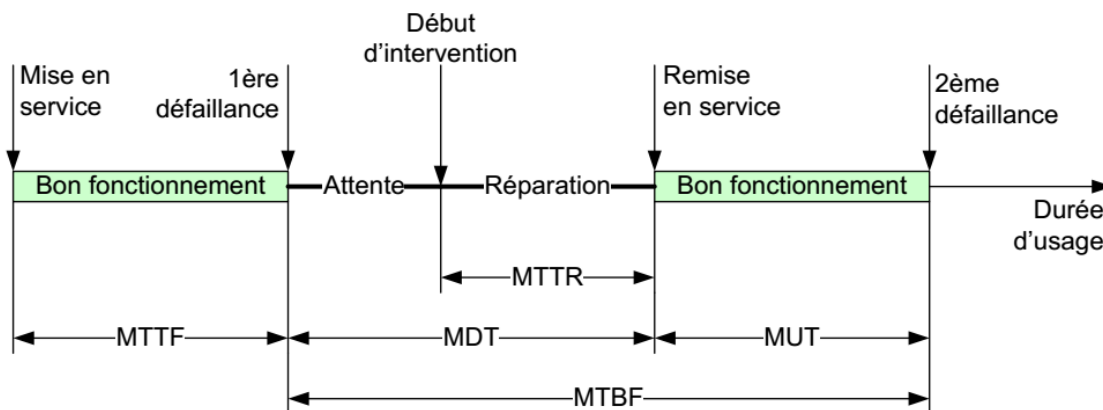 Début
d’intervention
Mise en
service
1ère
défaillance
Remise
en service
2ème
défaillance
Bon fonctionnement
Attente
Réparation
Bon fonctionnement
Durée
d’usage
MTTR
MTTF
MDT
MUT
MTBF